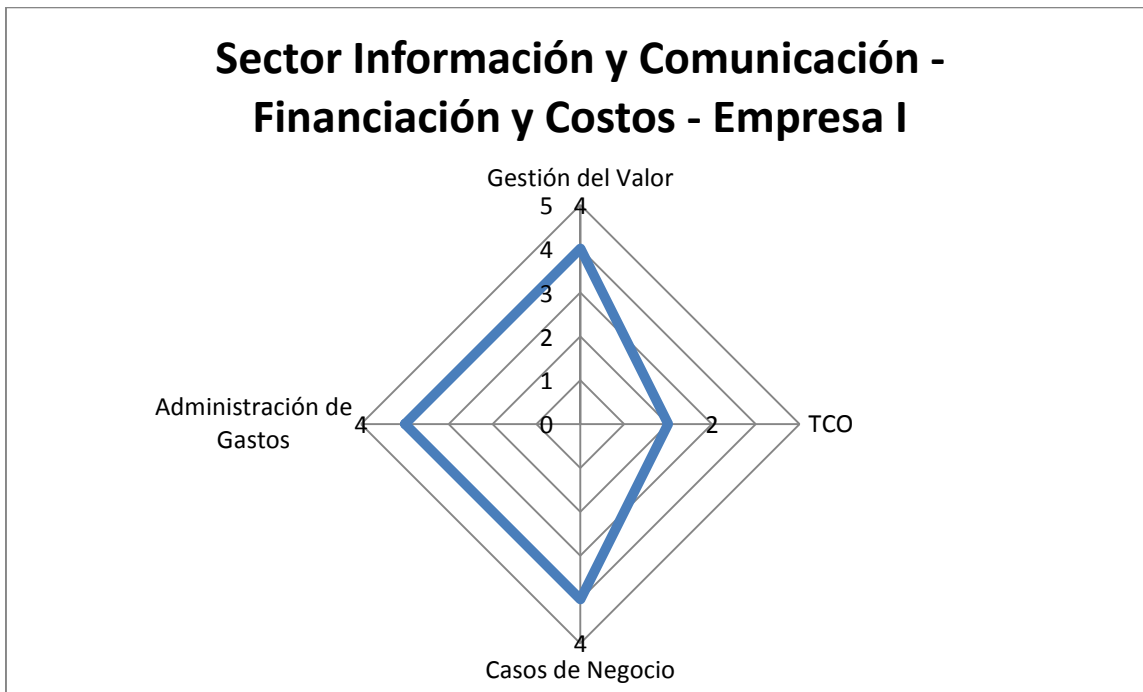 Sector Información y Comunicación -
Financiación y Costos - Empresa I
Gestión del Valor
5 4
4
3
2
1
Administración de
Gastos
4 0 2 TCO
4
Casos de Negocio